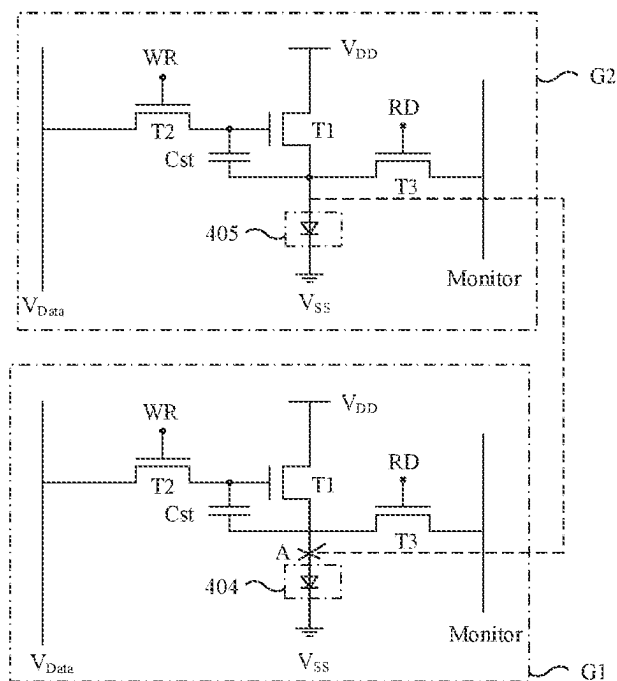 WR
V_DD
G2
T2
T1
RD
Cst
T3
405
V_Data
V_SS
Monitor
WR
V_DD
T2
T1
RD
Cst
A
T3
404
V_Data
V_SS
Monitor
G1